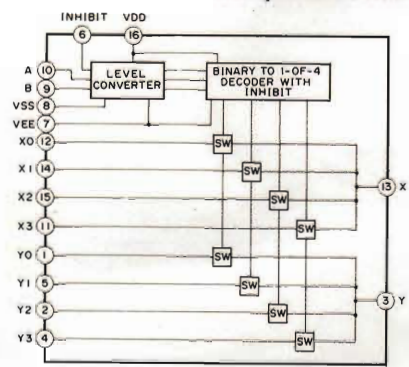 INHIBIT VDD
6 16
A 10
B 9
VSS 8
VEE 7
LEVEL
CONVERTER
BINARY TO 1-OF-4
DECODER WITH
INHIBIT
X0 12
SW
X1 14
SW
13 X
X2 15
SW
X3 11
SW
Y0 1
SW
Y1 5
SW
3 Y
Y2 2
SW
Y3 4
SW